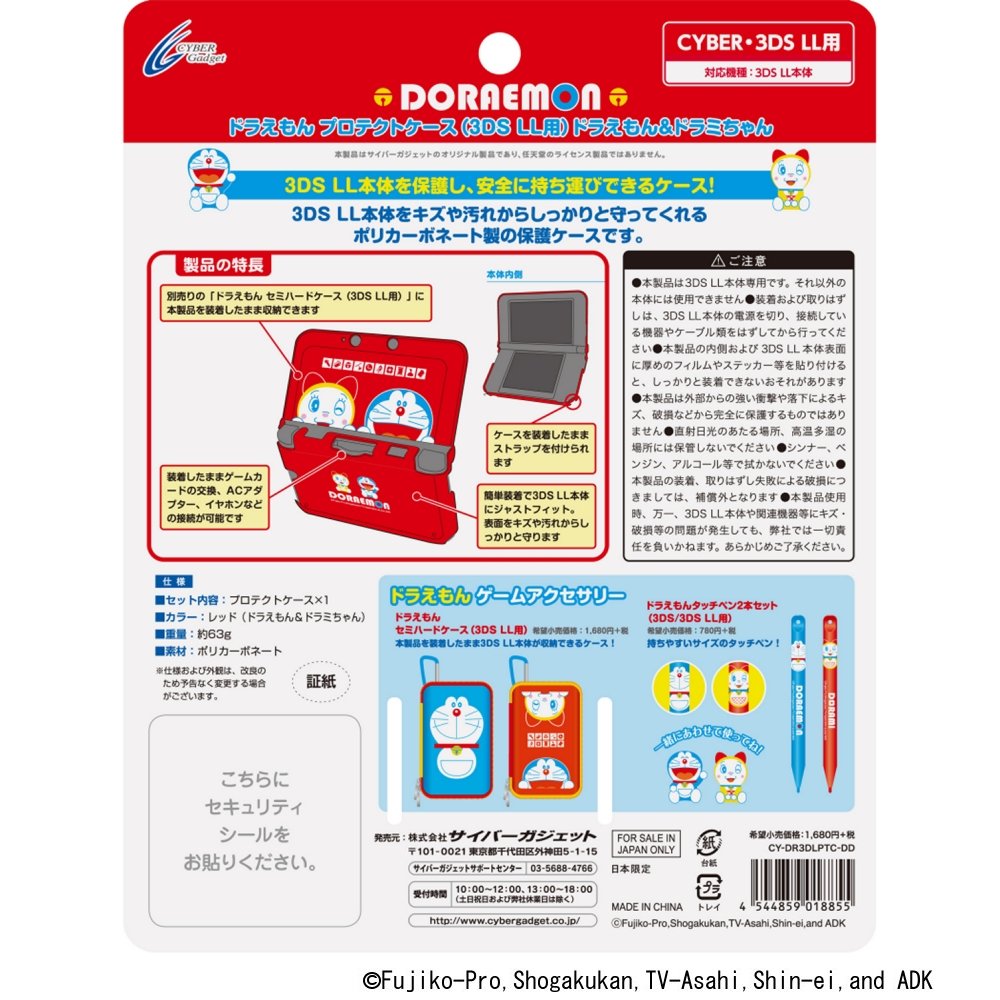 CYBER
Gadget
CYBER・3DS LL用
対応機種：3DS LL本体
DORAEMON
ドラえもん プロテクトケース（3DS LL用）ドラえもん&ドラミちゃん
本製品はサイバーガジェットのオリジナル製品であり、任天堂のライセンス製品ではありません。
3DS LL本体を保護し、安全に持ち運びできるケース！
3DS LL本体をキズや汚れからしっかりと守ってくれる
ポリカーボネート製の保護ケースです。
製品の特長
別売りの「ドラえもん セミハードケース（3DS LL用）」に
本製品を装着したまま収納できます
本体内側
ケースを装着したまま
ストラップを付けられ
ます
装着したままゲームカ
ードの交換、ACアダ
プター、イヤホンなど
の接続が可能です
DORAEMON
簡単装着で3DS LL本体
にジャストフィット。
表面をキズや汚れからし
っかりと守ります
⚠ご注意
●本製品は3DS LL本体専用です。それ以外の
本体には使用できません●装着および取りはず
しは、3DS LL本体の電源を切り、接続してい
る機器やケーブル類をはずしてから行ってくだ
さい●本製品の内側および3DS LL本体表面
に厚めのフィルムやステッカー等を貼り付ける
と、しっかりと装着できないおそれがあります
●本製品は外部からの強い衝撃や落下によるキ
ズ、破損などから完全に保護するものではあり
ません●直射日光のあたる場所、高温多湿の
場所には保管しないでください●シンナー、ベ
ンジン、アルコール等で拭かないでください●
本製品の装着、取りはずし失敗による破損につ
きましては、補償外となります●本製品使用
時、万一、3DS LL本体や関連機器等にキズ・
破損等の問題が発生しても、弊社では一切責
任を負いかねます。あらかじめご了承ください。
仕様
■セット内容：プロテクトケース×1
■カラー：レッド（ドラえもん&ドラミちゃん）
■重量：約63g
■素材：ポリカーボネート
※仕様および外観は、改良の
ため予告なく変更する場合
がございます。
証紙
こちらに
セキュリティ
シールを
お貼りください。
ドラえもん ゲームアクセサリー
ドラえもん
セミハードケース（3DS LL用）希望小売価格：1,680円+税
本製品を装着したまま3DS LL本体が収納できるケース！
ドラえもんタッチペン2本セット
（3DS/3DS LL用）
希望小売価格：780円+税
持ちやすいサイズのタッチペン！
DORAEMON
DORAMI
一緒にあわせて使ってね！
発売元：株式会社サイバーガジェット
〒101-0021 東京都千代田区外神田5-1-15
サイバーガジェットサポートセンター 03-5688-4766
受付時間 10：00～12：00、13：00～18：00
（土日祝日および弊社休業日は除く）
http://www.cybergadget.co.jp/
FOR SALE IN
JAPAN ONLY
日本限定
MADE IN CHINA
紙
台紙
プラ
トレイ
希望小売価格：1,680円+税
CY-DR3DLPTC-DD
4 544859 018855
©Fujiko-Pro,Shogakukan,TV-Asahi,Shin-ei,and ADK
©Fujiko-Pro,Shogakukan,TV-Asahi,Shin-ei,and ADK